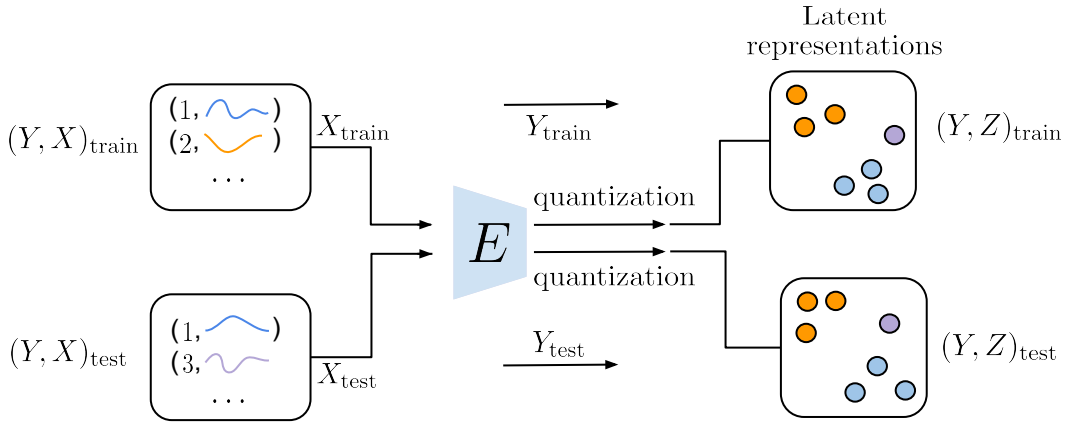 Latent
representations
(1, )
(2, )
...
(Y, X)train
Xtrain
Ytrain
(Y, Z)train
quantization
E
quantization
(1, )
(3,
...
(Y, X)test
Xtest
Ytest
(Y, Z)test